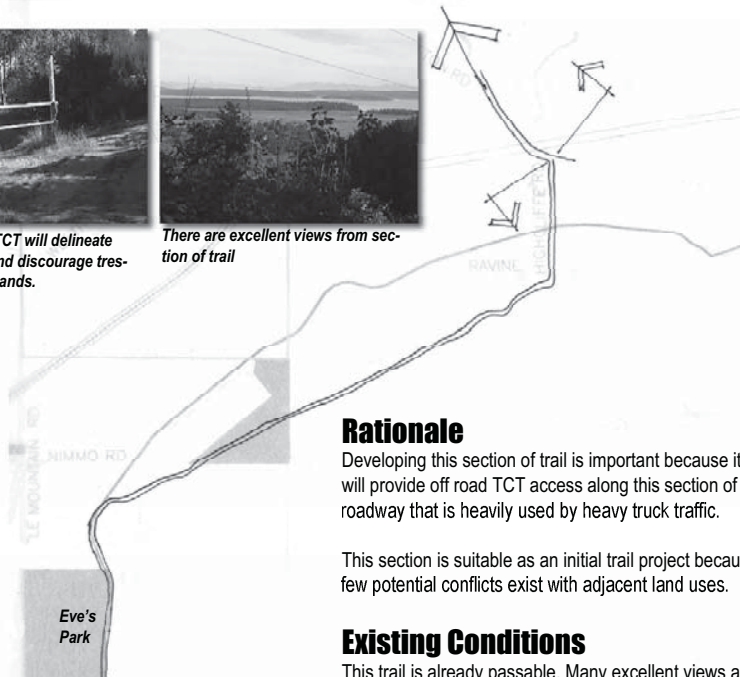 TCT will delineate
nd discourage tres-
ands.
There are excellent views from sec-
tion of trail
RAVINE
NIMMO RD
LE MOUNTAIN RD
Eve's
Park
Rationale
Developing this section of trail is important because it
will provide off road TCT access along this section of
roadway that is heavily used by heavy truck traffic.
This section is suitable as an initial trail project becau
few potential conflicts exist with adjacent land uses.
Existing Conditions
This trail is already passable. Many excellent views a